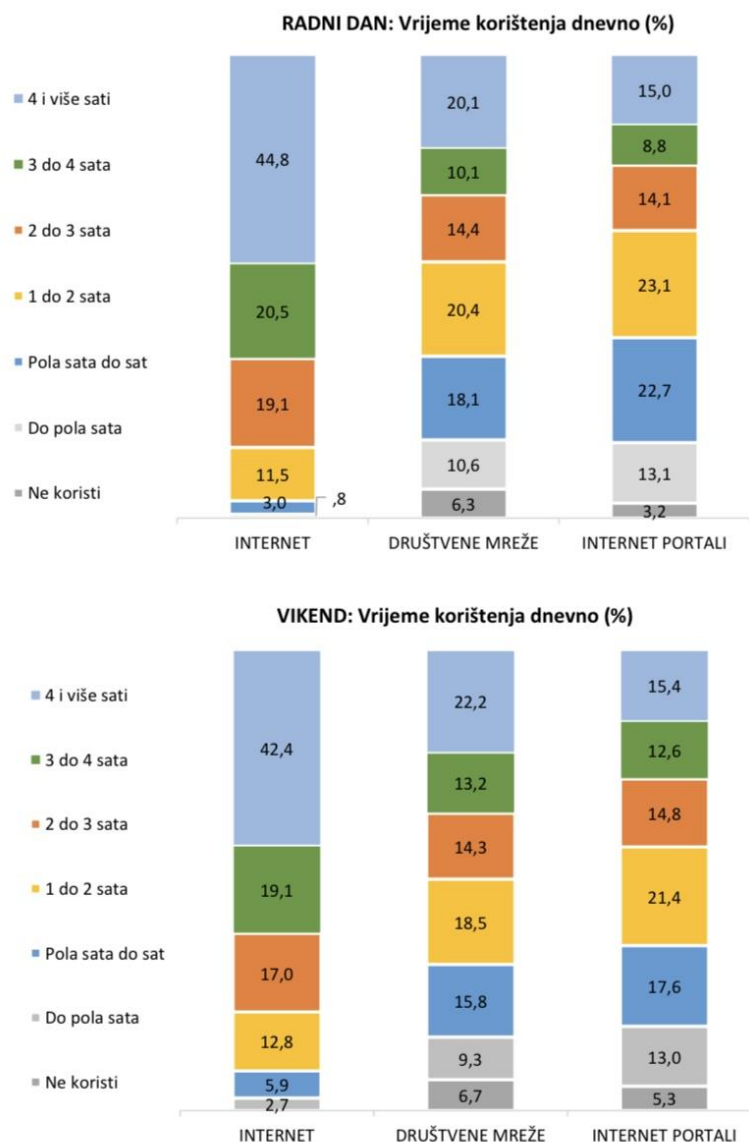 RADNI DAN: Vrijeme korištenja dnevno (%)
4 i više sati
3 do 4 sata
2 do 3 sata
1 do 2 sata
Pola sata do sat
Do pola sata
Ne koristi
44,8
20,5
19,1
11,5
3,0
,8
20,1
10,1
14,4
20,4
18,1
10,6
6,3
15,0
8,8
14,1
23,1
22,7
13,1
3,2
INTERNET DRUŠTVENE MREŽE INTERNET PORTALI
VIKEND: Vrijeme korištenja dnevno (%)
4 i više sati
3 do 4 sata
2 do 3 sata
1 do 2 sata
Pola sata do sat
Do pola sata
Ne koristi
42,4
19,1
17,0
12,8
5,9
2,7
22,2
13,2
14,3
18,5
15,8
9,3
6,7
15,4
12,6
14,8
21,4
17,6
13,0
5,3
INTERNET DRUŠTVENE MREŽE INTERNET PORTALI